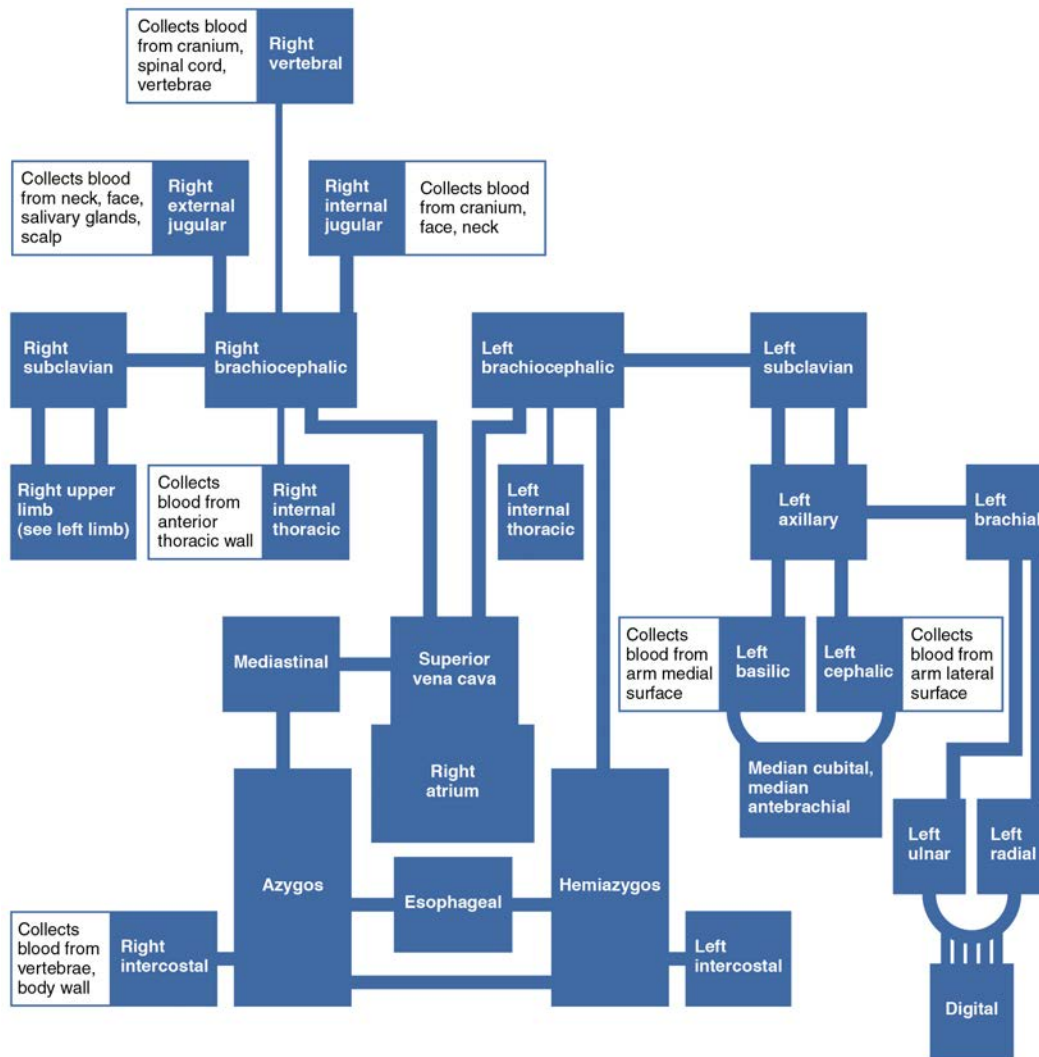 Collects blood
from cranium,
spinal cord,
vertebrae
Right
vertebral
Collects blood
from neck, face,
salivary glands,
scalp
Right
external
jugular
Right
internal
jugular
Collects blood
from cranium,
face, neck
Right
subclavian
Right
brachiocephalic
Left
brachiocephalic
Left
subclavian
Right upper
limb
(see left limb)
Collects
blood from
anterior
thoracic wall
Right
internal
thoracic
Left
internal
thoracic
Left
axillary
Left
brachial
Mediastinal
Superior
vena cava
Collects
blood from
arm medial
surface
Left
basilic
Left
cephalic
Collects
blood from
arm lateral
surface
Right
atrium
Median cubital,
median
antebrachial
Left
ulnar
Left
radial
Azygos
Esophageal
Hemiazygos
Collects
blood from
vertebrae,
body wall
Right
intercostal
Left
intercostal
Digital